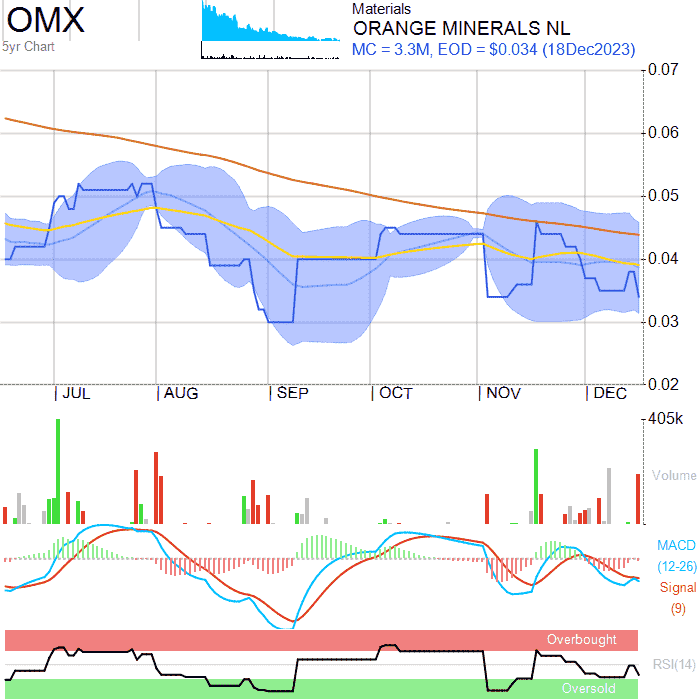 OMX
5yr Chart
Materials
ORANGE MINERALS NL
MC = 3.3M, EOD = $0.034 (18Dec2023)
0.07
0.06
0.05
0.04
0.03
0.02
JUL AUG SEP OCT NOV DEC
405k
Volume
MACD
(12-26)
Signal
(9)
Overbought
RSI(14)
Oversold